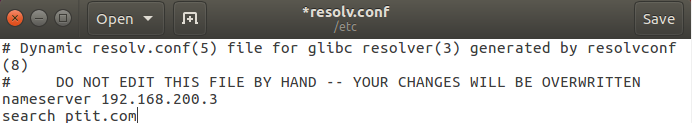 Open
*resolv.conf
/etc
Save
# Dynamic resolv.conf(5) file for glibc resolver(3) generated by resolvconf
(8)
#     DO NOT EDIT THIS FILE BY HAND -- YOUR CHANGES WILL BE OVERWRITTEN
nameserver 192.168.200.3
search ptit.com